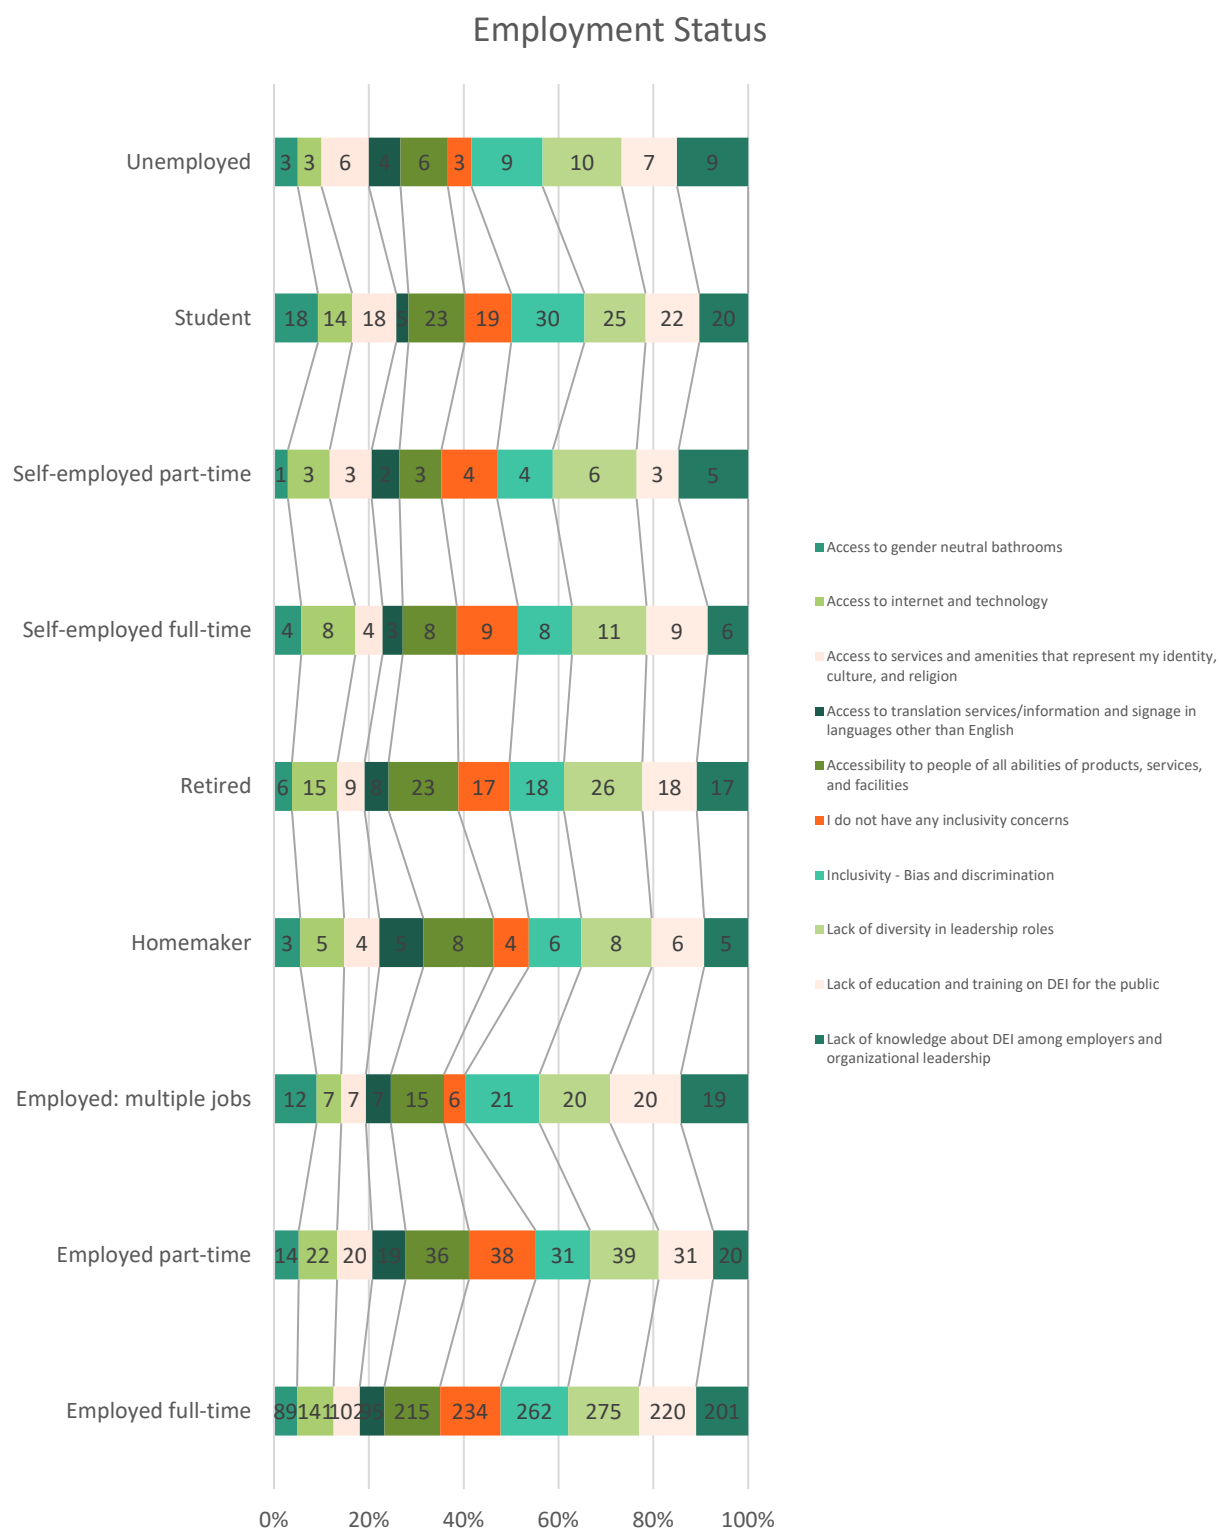 Employment Status
Unemployed
3 3 6 4 6 3 9 10 7 9
Student
18 14 18 5 23 19 30 25 22 20
Self-employed part-time
1 3 3 2 3 4 4 6 3 5
Self-employed full-time
4 8 4 3 8 9 8 11 9 6
Retired
6 15 9 8 23 17 18 26 18 17
Homemaker
3 5 4 5 8 4 6 8 6 5
Employed: multiple jobs
12 7 7 7 15 6 21 20 20 19
Employed part-time
14 22 20 19 36 38 31 39 31 20
Employed full-time
89 141 102 95 215 234 262 275 220 201
0% 20% 40% 60% 80% 100%
Access to gender neutral bathrooms
Access to internet and technology
Access to services and amenities that represent my identity,
culture, and religion
Access to translation services/information and signage in
languages other than English
Accessibility to people of all abilities of products, services,
and facilities
I do not have any inclusivity concerns
Inclusivity - Bias and discrimination
Lack of diversity in leadership roles
Lack of education and training on DEI for the public
Lack of knowledge about DEI among employers and
organizational leadership